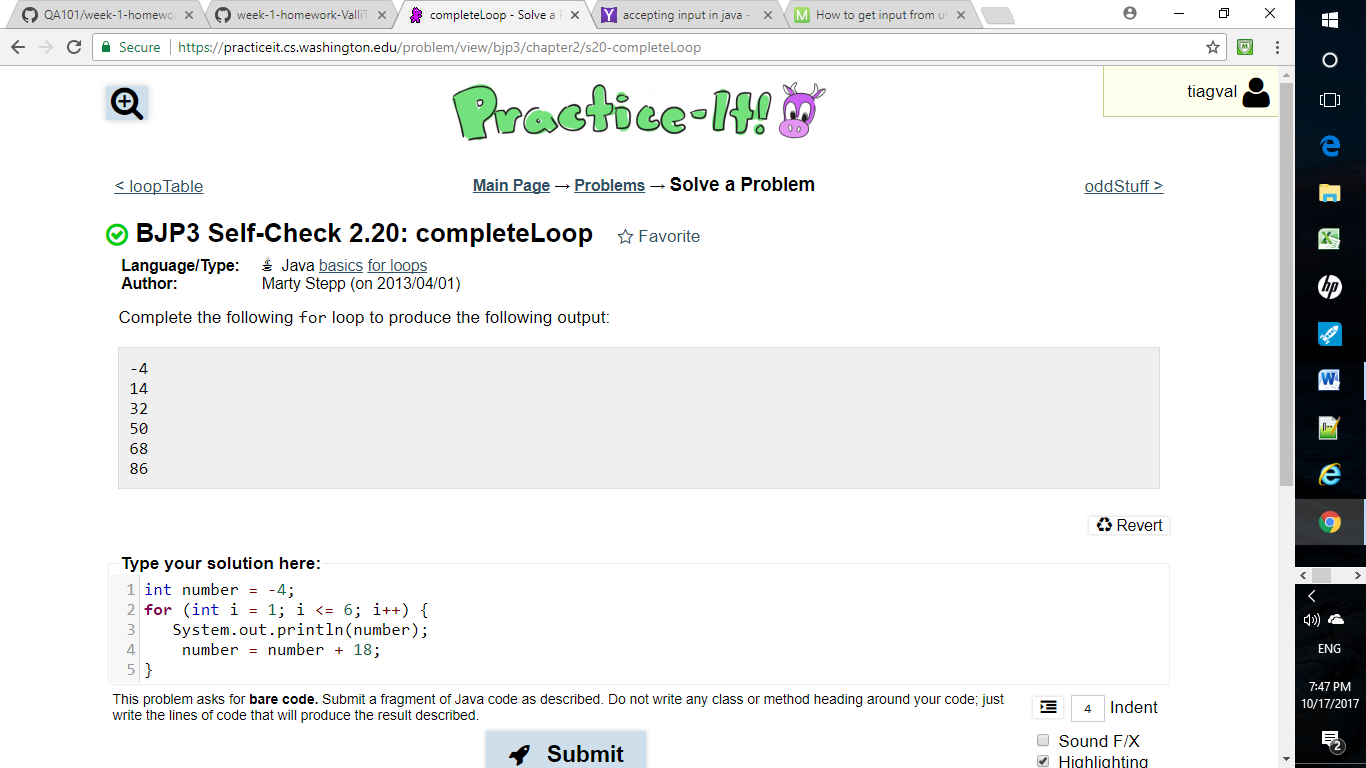 QA101/week-1-homewo
week-1-homework-ValliT
completeLoop - Solve a
accepting input in java -
How to get input from u
Secure
https://practiceit.cs.washington.edu/problem/view/bjp3/chapter2/s20-completeLoop
Practice-It!
tiagval
< loopTable
Main Page → Problems → Solve a Problem
oddStuff >
BJP3 Self-Check 2.20: completeLoop
Favorite
Language/Type: Java basics for loops
Author: Marty Stepp (on 2013/04/01)
Complete the following for loop to produce the following output:
-4
14
32
50
68
86
Revert
Type your solution here:
1 int number = -4;
2 for (int i = 1; i <= 6; i++) {
3 System.out.println(number);
4 number = number + 18;
5 }
This problem asks for bare code. Submit a fragment of Java code as described. Do not write any class or method heading around your code; just
write the lines of code that will produce the result described.
4 Indent
Submit
Sound F/X
Highlighting
ENG
7:47 PM
10/17/2017
2